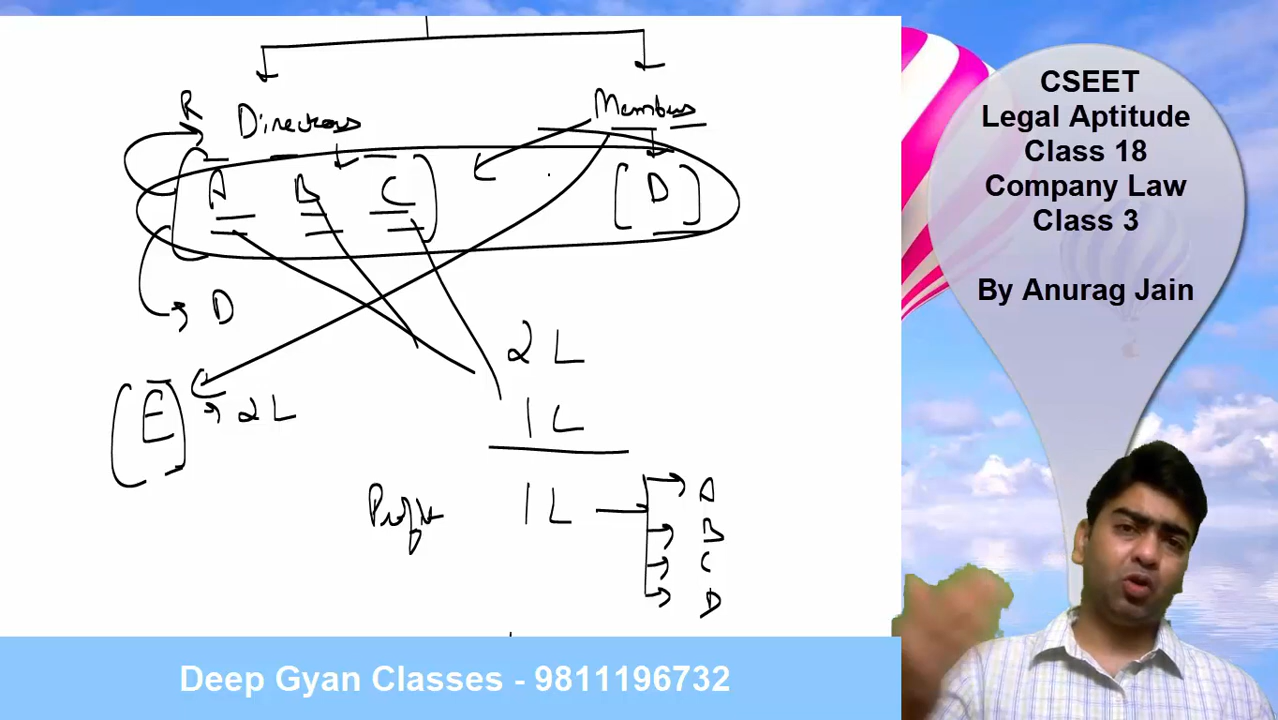 R Directors Members
A B C D
D
2 L
E 2 L
1 L
Profit 1 L A
B
C
D
CSEET
Legal Aptitude
Class 18
Company Law
Class 3
By Anurag Jain
Deep Gyan Classes - 9811196732